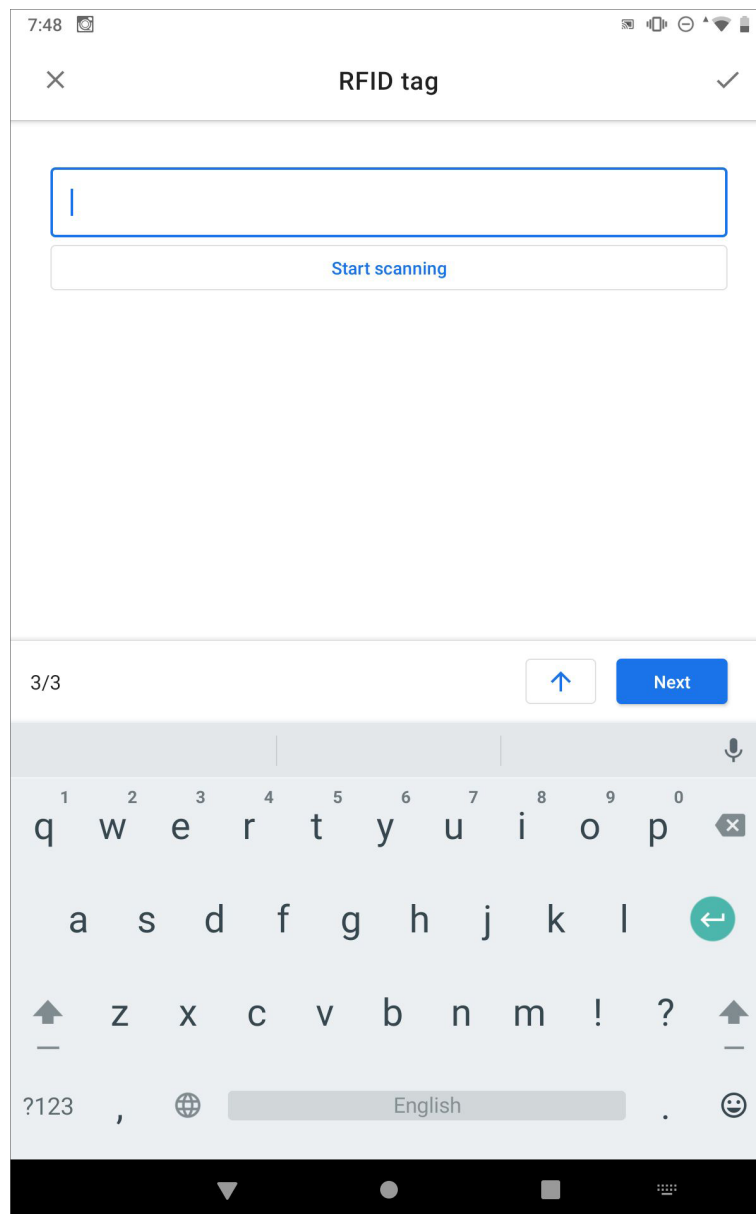 7:48
RFID tag
Start scanning
3/3
Next
1 2 3 4 5 6 7 8 9 0
q w e r t y u i o p
a s d f g h j k l
z x c v b n m ! ?
?123 , English .